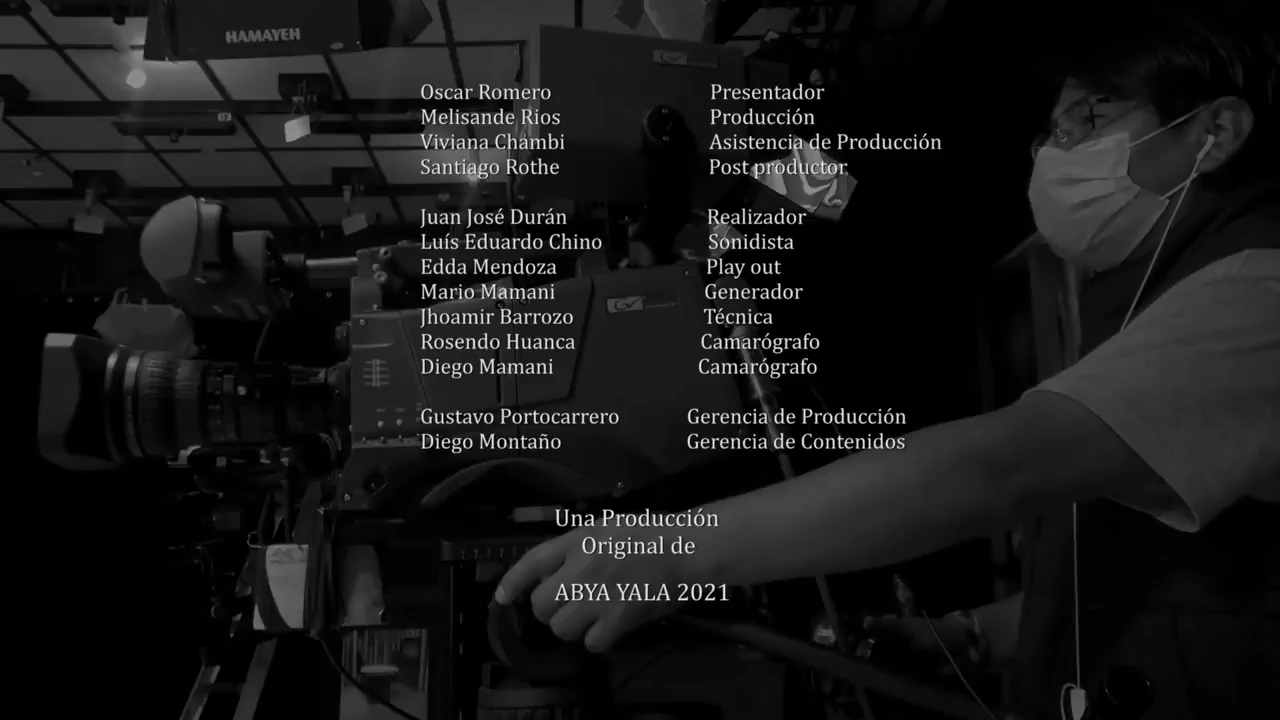 HAMAYEH
Oscar Romero Presentador
Melisande Rios Producción
Viviana Chambi Asistencia de Producción
Santiago Rothe Post productor
Juan José Durán Realizador
Luís Eduardo Chino Sonidista
Edda Mendoza Play out
Mario Mamani Generador
Jhoamir Barrozo Técnica
Rosendo Huanca Camarógrafo
Diego Mamani Camarógrafo
Gustavo Portocarrero Gerencia de Producción
Diego Montaño Gerencia de Contenidos
Una Producción
Original de
ABYA YALA 2021